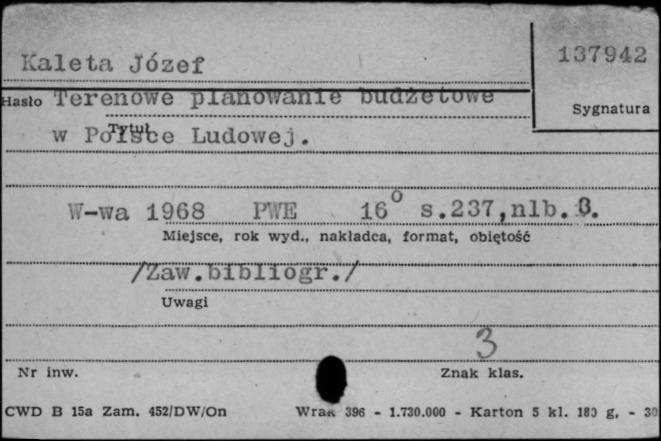 Kaleta Józef
137942
Hasło Terenowe planowanie budżetowe
Sygnatura
Tytuł
w Polsce Ludowej.
W-wa 1968 PWE 16° s.237,nlb.3.
Miejsce, rok wyd., nakładca, format, obiętość
/Zaw.bibliogr./
Uwagi
3
Nr inw.
Znak klas.
CWD B 15a Zam. 452/DW/On Wrak 396 - 1.730.000 - Karton 5 kl. 180 g, - 30